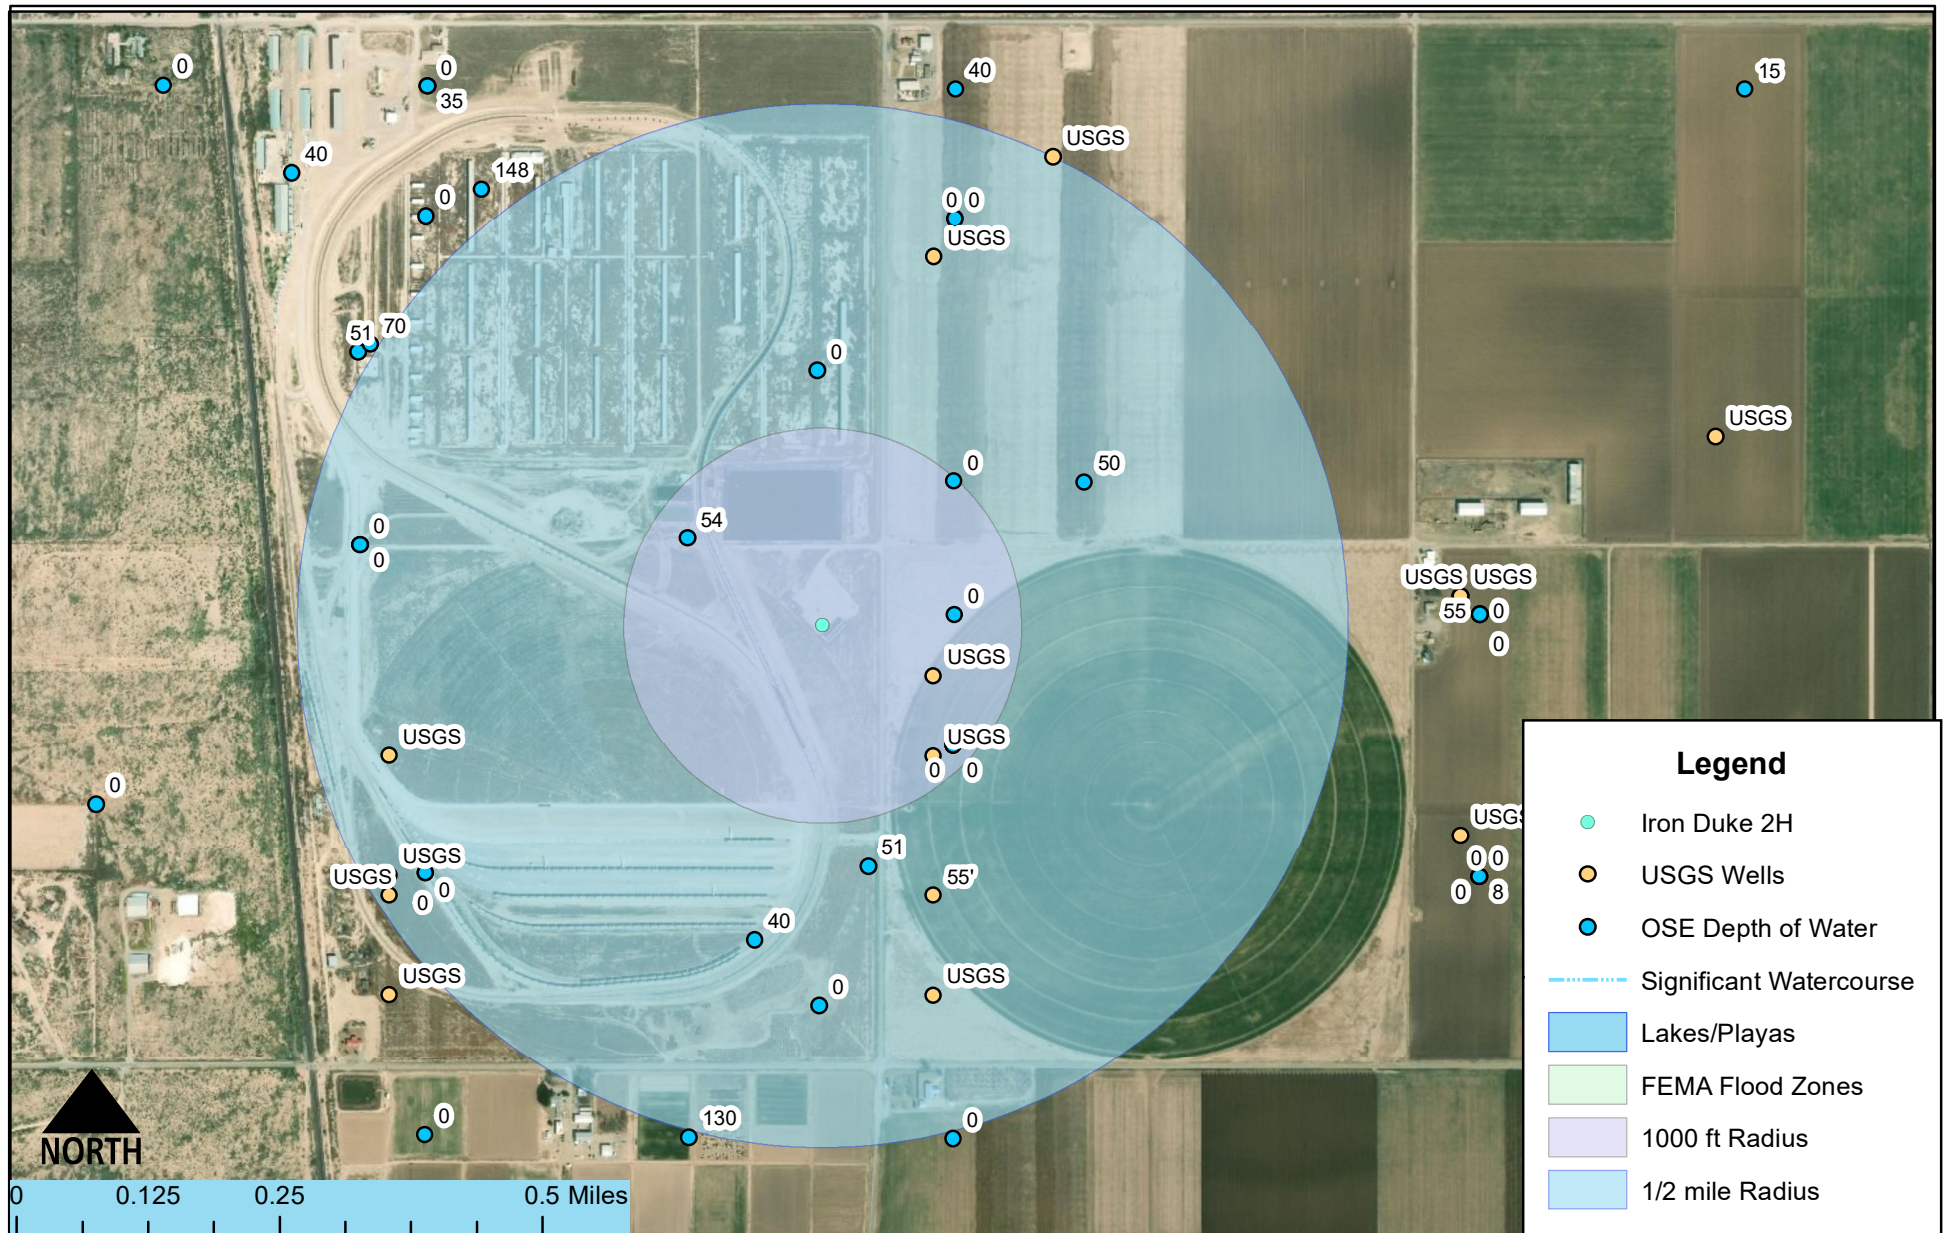 0
0
35
40
15
40
148
0
USGS
0 0
USGS
51
70
0
USGS
0
50
54
0
0
USGS USGS
55
0
0
0
USGS
USGS
USGS
0
0
0
USGS
51
USGS
USGS
0
0
55'
0 0
0
8
40
USGS
0
USGS
0
130
0
NORTH
0 0.125 0.25 0.5 Miles
Legend
Iron Duke 2H
USGS Wells
OSE Depth of Water
Significant Watercourse
Lakes/Playas
FEMA Flood Zones
1000 ft Radius
1/2 mile Radius